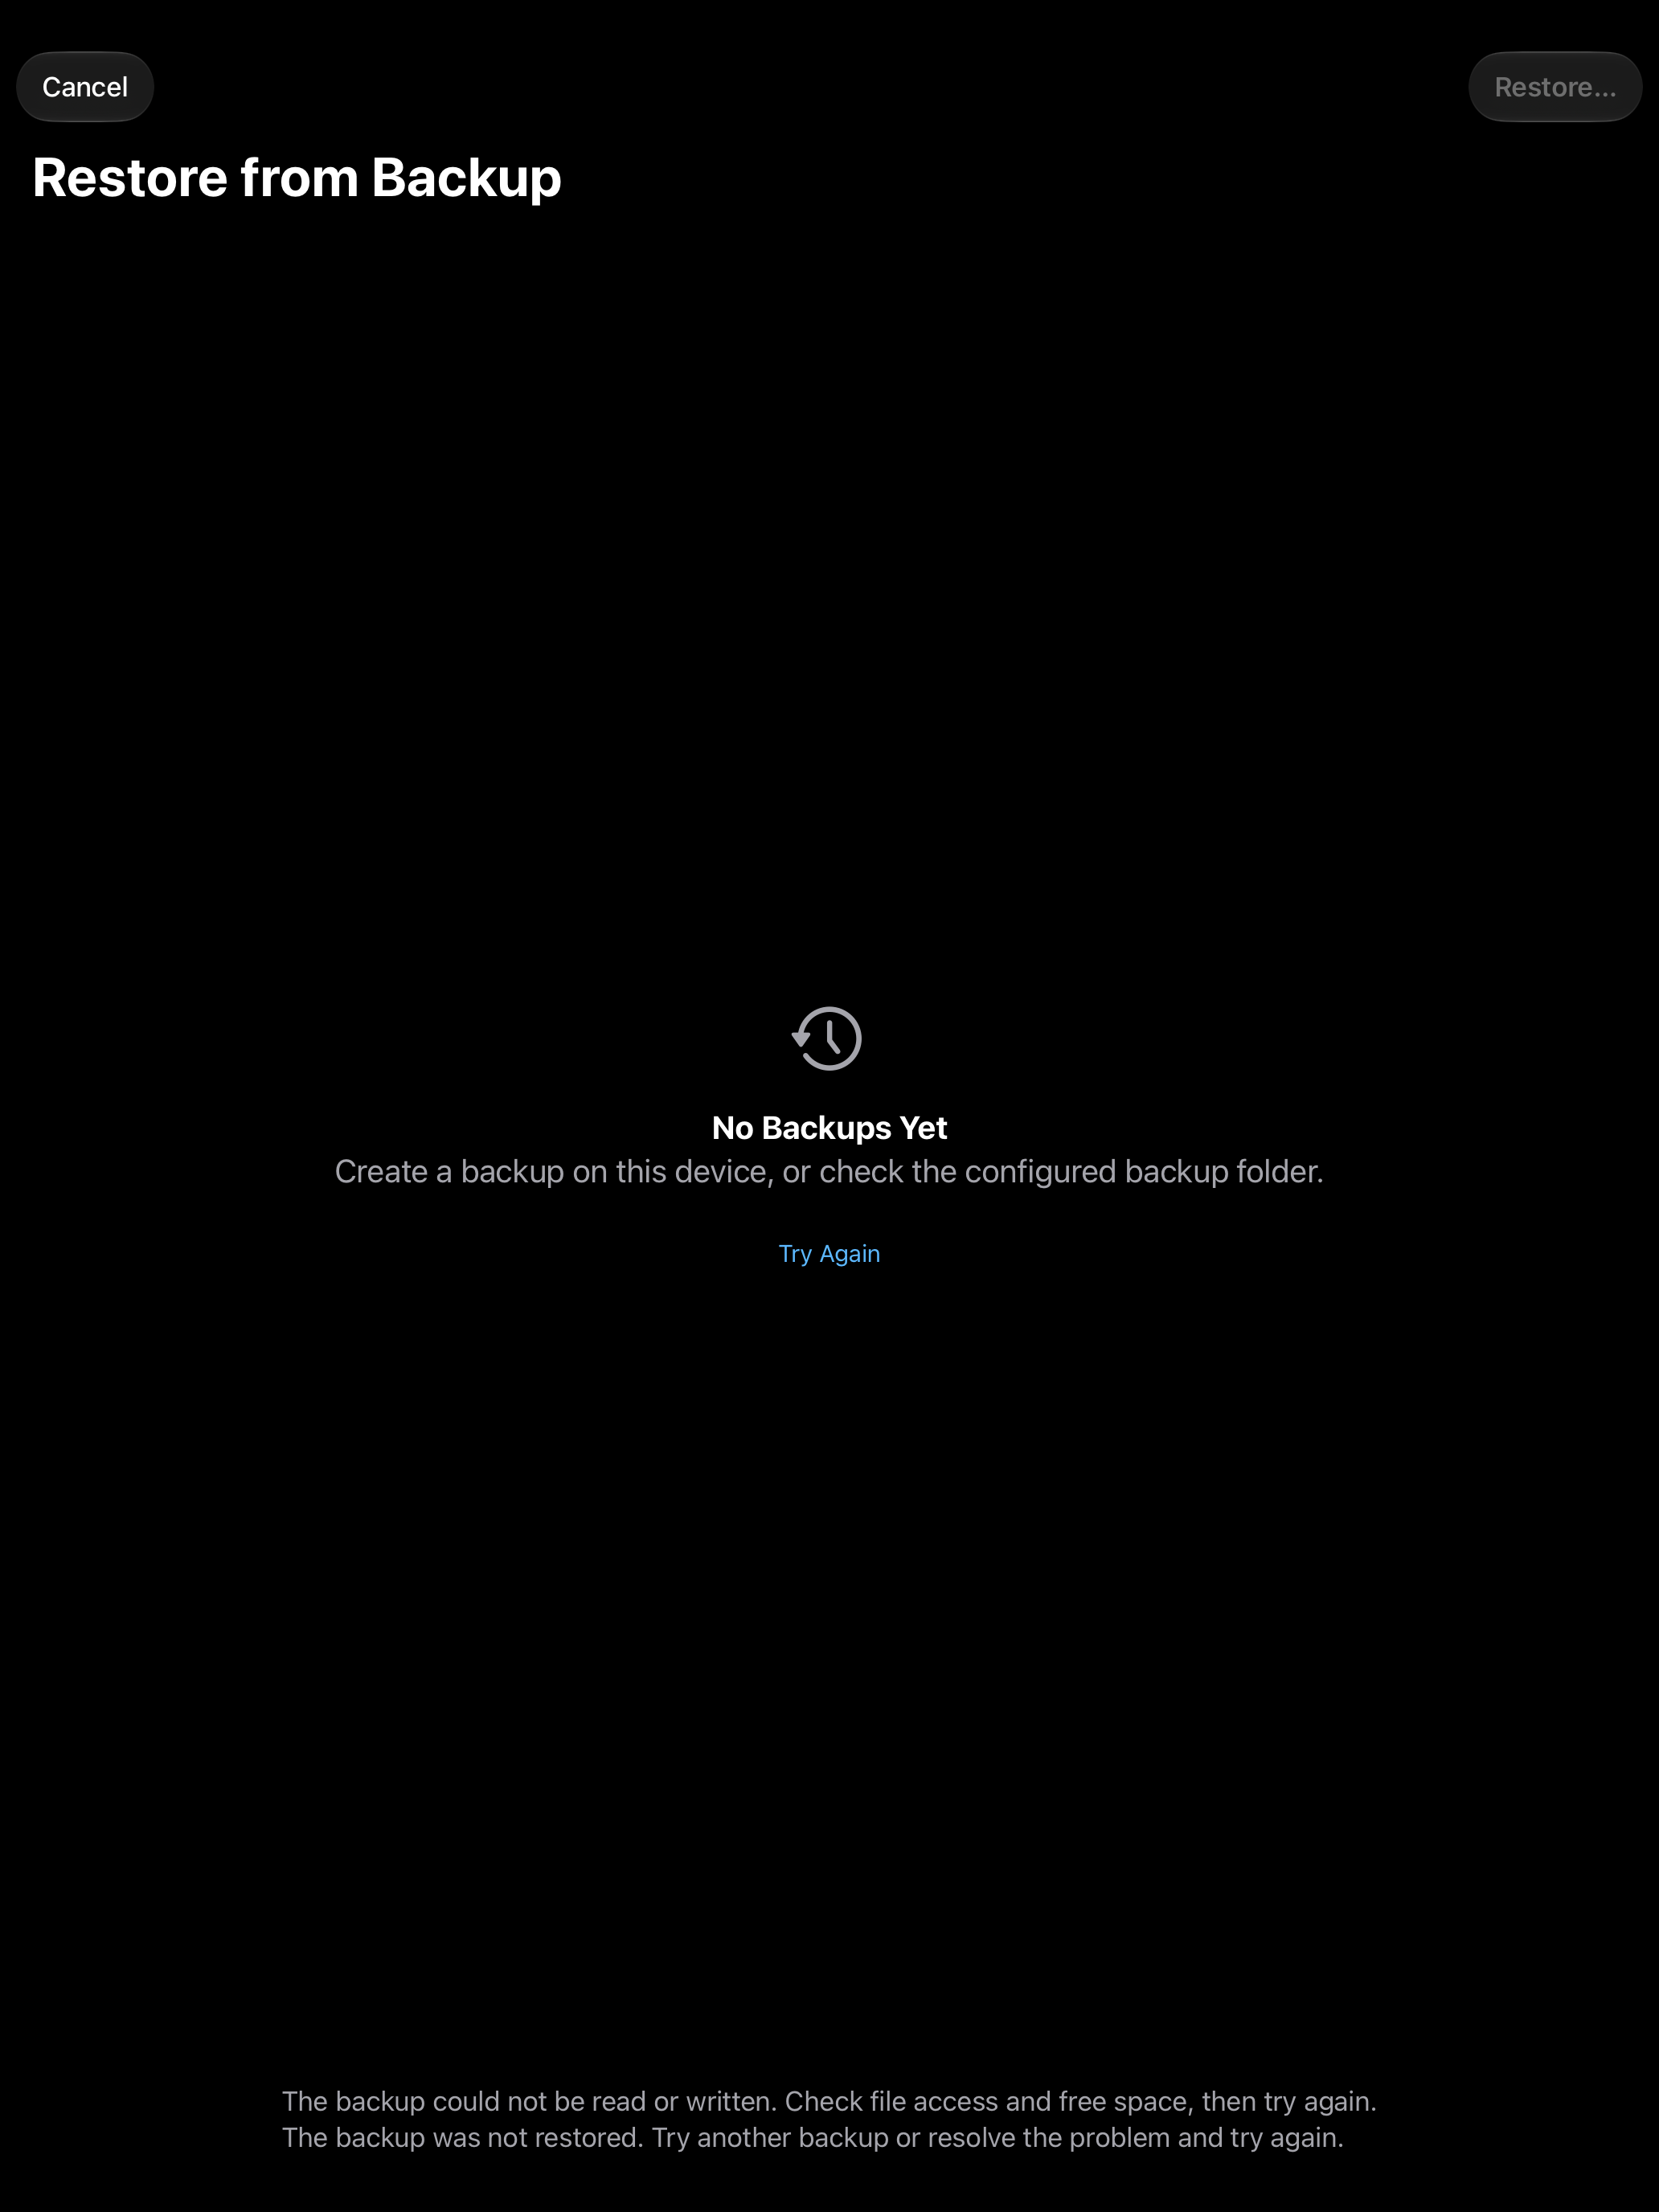 Cancel
Restore...
Restore from Backup
No Backups Yet
Create a backup on this device, or check the configured backup folder.
Try Again
The backup could not be read or written. Check file access and free space, then try again.
The backup was not restored. Try another backup or resolve the problem and try again.